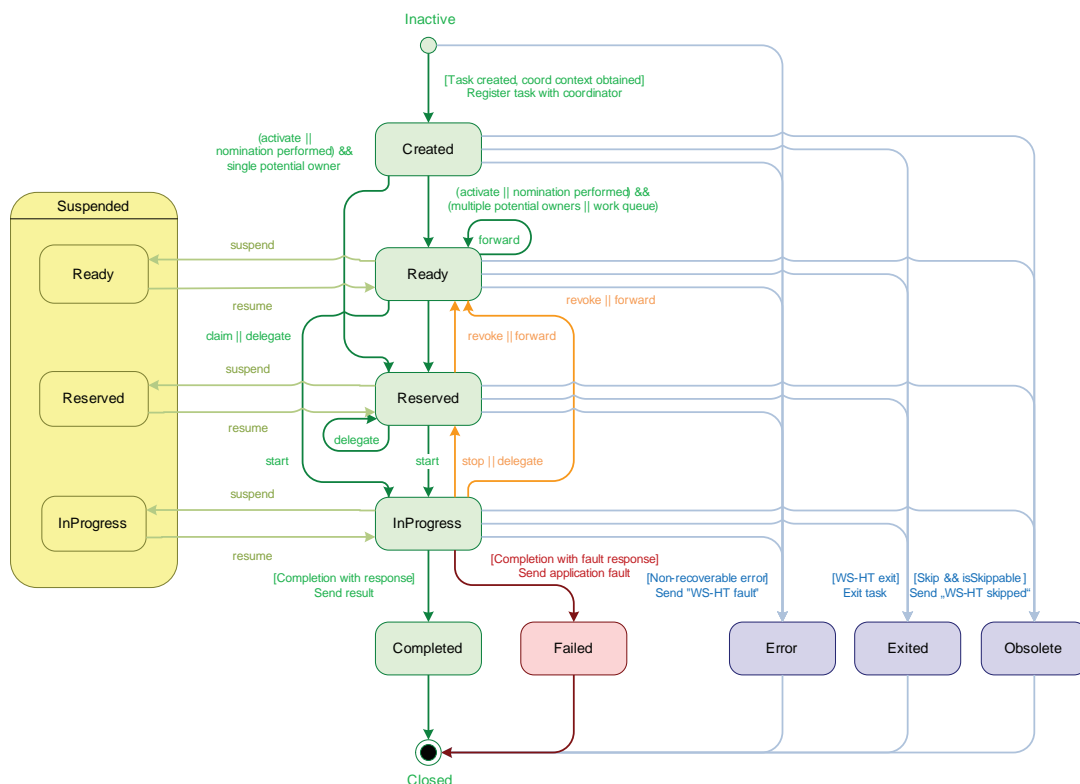 Inactive
[Task created, coord context obtained]
Register task with coordinator
(activate ||
nomination performed) &&
single potential owner
Created
(activate || nomination performed) &&
(multiple potential owners || work queue)
Suspended
forward
suspend
Ready
Ready
resume
revoke || forward
claim || delegate
revoke || forward
suspend
Reserved
Reserved
resume
delegate
start
start
stop || delegate
suspend
InProgress
InProgress
resume
[Completion with fault response]
Send application fault
[Completion with response]
Send result
[Non-recoverable error]
Send "WS-HT fault"
[WS-HT exit]
Exit task
[Skip && isSkippable]
Send „WS-HT skipped“
Completed
Failed
Error
Exited
Obsolete
Closed